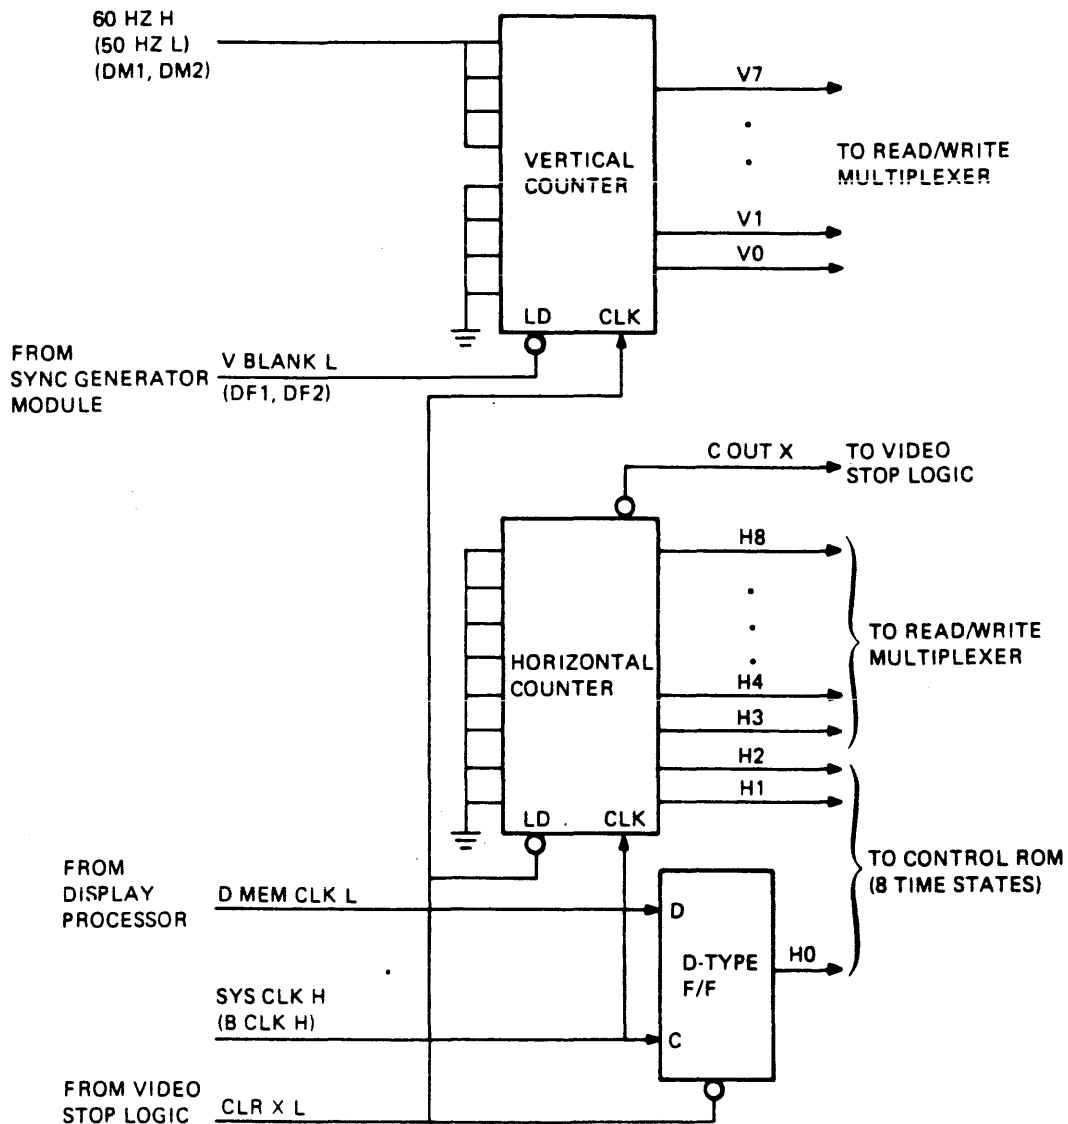 60 HZ H
(50 HZ L)
(DM1, DM2)
V7
VERTICAL
COUNTER
TO READ/WRITE
MULTIPLEXER
V1
V0
LD
CLK
FROM
SYNC GENERATOR
MODULE
V BLANK L
(DF1, DF2)
C OUT X
TO VIDEO
STOP LOGIC
H8
HORIZONTAL
COUNTER
TO READ/WRITE
MULTIPLEXER
H4
H3
H2
H1
LD
CLK
TO CONTROL ROM
(8 TIME STATES)
FROM
DISPLAY
PROCESSOR
D MEM CLK L
D
D-TYPE
F/F
H0
SYS CLK H
(B CLK H)
C
FROM VIDEO
STOP LOGIC
CLR X L